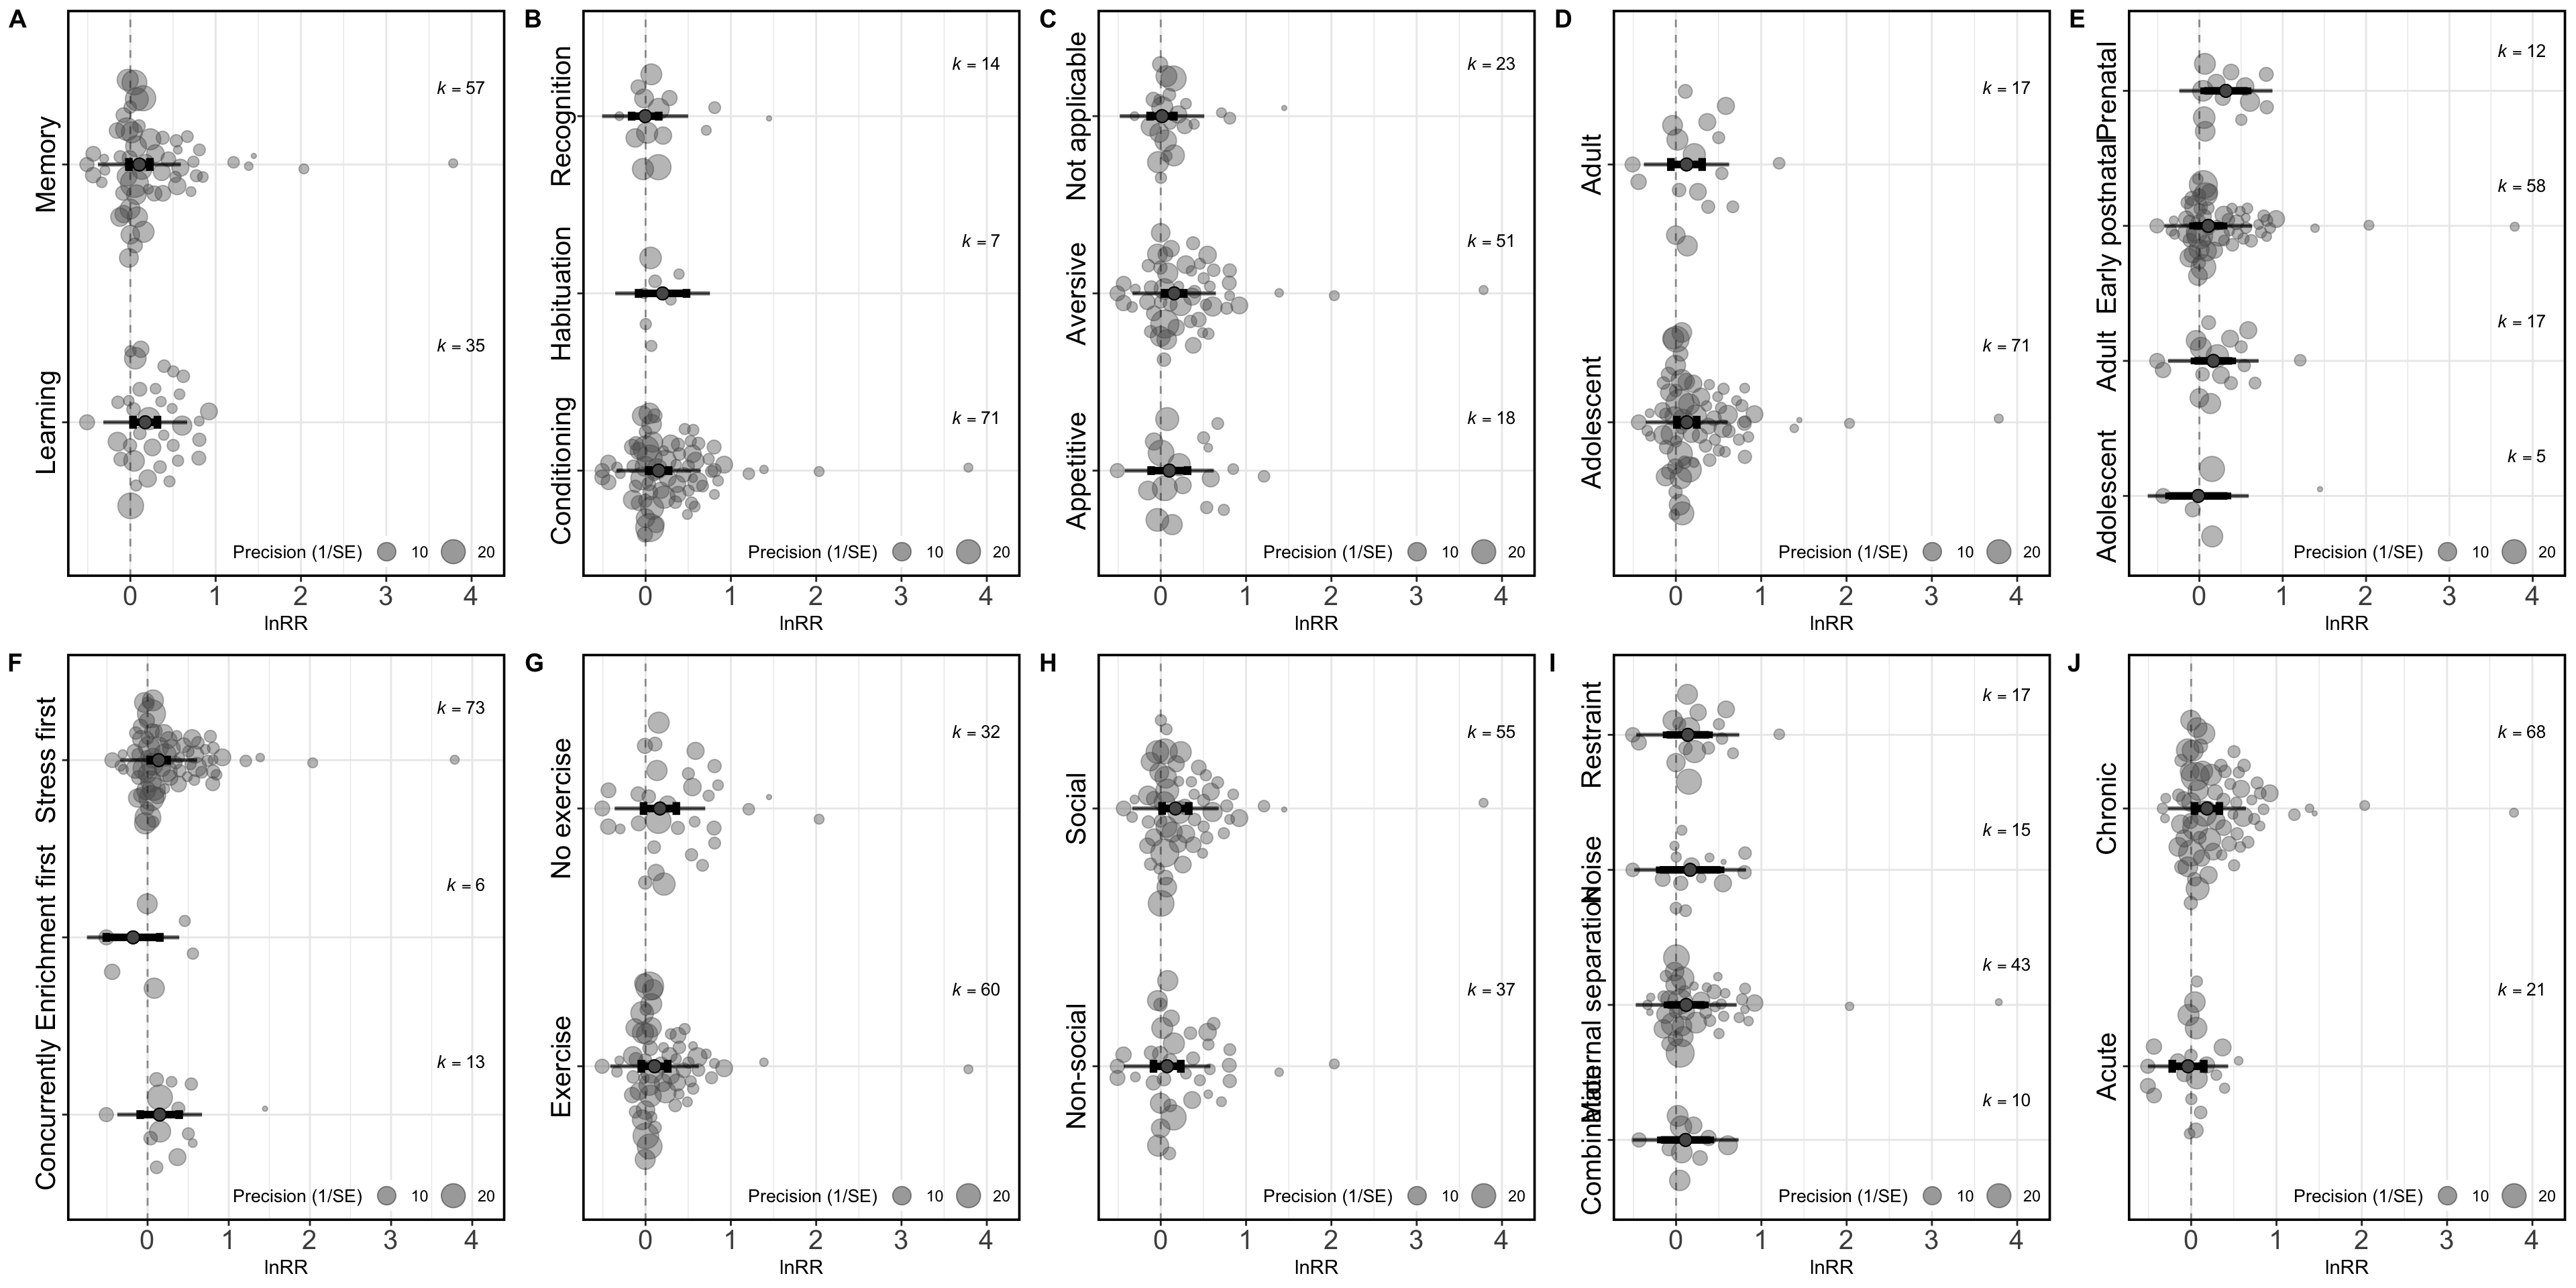 A
Memory
k = 57
Learning
k = 35
Precision (1/SE) 10 20
0 1 2 3 4
lnRR
B
Recognition
k = 14
Habituation
k = 7
Conditioning
k = 71
Precision (1/SE) 10 20
0 1 2 3 4
lnRR
C
Not applicable
k = 23
Aversive
k = 51
Appetitive
k = 18
Precision (1/SE) 10 20
0 1 2 3 4
lnRR
D
Adult
k = 17
Adolescent
k = 71
Precision (1/SE) 10 20
0 1 2 3 4
lnRR
E
Prenatal
k = 12
Early postnatal
k = 58
Adult
k = 17
Adolescent
k = 5
Precision (1/SE) 10 20
0 1 2 3 4
lnRR
F
Stress first
k = 73
Enrichment first
k = 6
Concurrently
k = 13
Precision (1/SE) 10 20
0 1 2 3 4
lnRR
G
No exercise
k = 32
Exercise
k = 60
Precision (1/SE) 10 20
0 1 2 3 4
lnRR
H
Social
k = 55
Non-social
k = 37
Precision (1/SE) 10 20
0 1 2 3 4
lnRR
I
Restraint
k = 17
Noise
k = 15
Maternal separation
k = 43
Combination
k = 10
Precision (1/SE) 10 20
0 1 2 3 4
lnRR
J
Chronic
k = 68
Acute
k = 21
Precision (1/SE) 10 20
0 1 2 3 4
lnRR